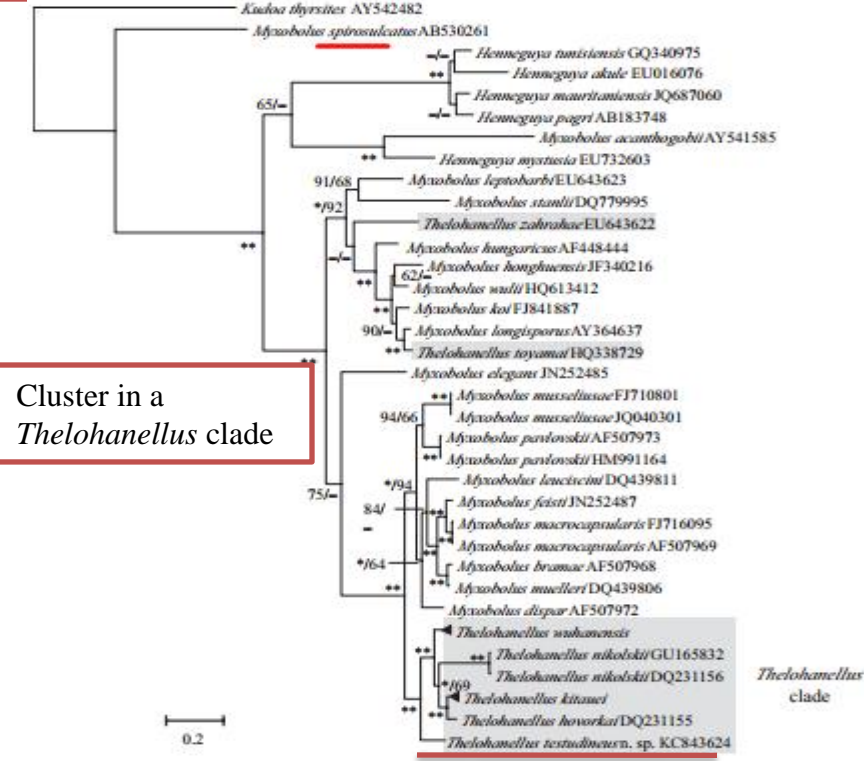 Kudoa thyrsites AY542482
Myxobolus spirosulcatus AB530261
Henneguya tunisiensis GQ340975
–/–
**
Henneguya akule EU016076
Henneguya mauritaniensis JQ687060
65/–
–/–
Henneguya pagri AB183748
Myxobolus acanthogobii AY541585
**
Henneguya mystusia EU732603
91/68
Myxobolus leptobarbi EU643623
Myxobolus stanlii DQ779995
*/92
Thelohanellus zahrahae EU643622
**
Myxobolus hungaricus AF448444
–/–
Myxobolus honghuensis JF340216
62/–
**
Myxobolus wulii HQ613412
**
Myxobolus koi FJ841887
90/–
Myxobolus longisporus AY364637
**
Thelohanellus toyamai HQ338729
**
Myxobolus elegans JN252485
Cluster in a
Thelohanellus clade
**
Myxobolus musseliusae FJ710801
94/66
Myxobolus musseliusae JQ040301
Myxobolus pavlovskii AF507973
**
Myxobolus pavlovskii HM991164
*/94
Myxobolus leuciscini DQ439811
75/–
84/
–
Myxobolus feisti JN252487
**
Myxobolus macrocapsularis FJ716095
**
Myxobolus macrocapsularis AF507969
**
*/64
Myxobolus bramae AF507968
**
Myxobolus muelleri DQ439806
**
Myxobolus dispar AF507972
Thelohanellus wuhanensis
**
**
Thelohanellus nikolskii GU165832
Thelohanellus nikolskii DQ231156
*/69
Thelohanellus kitauei
**
**
Thelohanellus hovorkai DQ231155
Thelohanellus testudineus n. sp. KC843624
Thelohanellus
clade
0.2